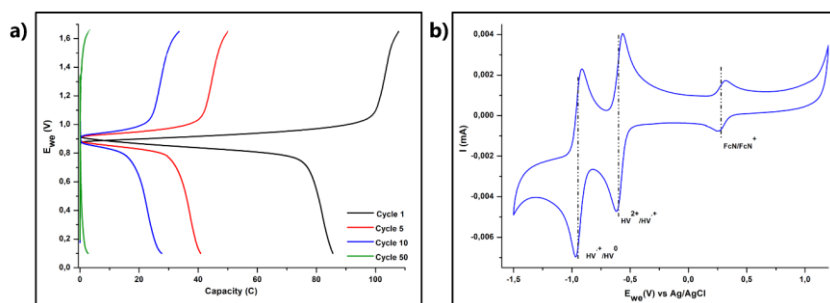 a)
E_we (V)
1,6
1,4
1,2
1,0
0,8
0,6
0,4
0,2
0,0
0
20
40
60
80
100
Capacity (C)
Cycle 1
Cycle 5
Cycle 10
Cycle 50
b)
I (mA)
0,004
0,002
0,000
-0,002
-0,004
-0,006
-1,5
-1,0
-0,5
0,0
0,5
1,0
E_we(V) vs Ag/AgCl
FcN/FcN⁺
HV²⁺/HV·⁺
HV·⁺/HV⁰